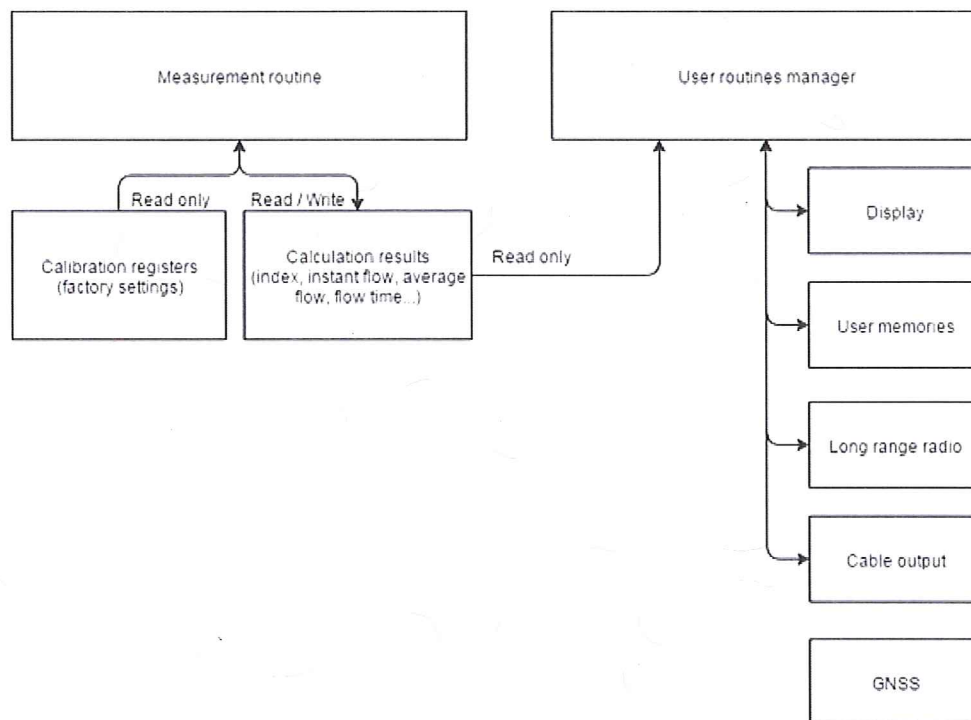 Measurement routine
User routines manager
Read only
Read / Write
Display
Calibration registers
(factory settings)
Calculation results
(index, instant flow, average
flow, flow time...)
Read only
User memories
Long range radio
Cable output
GNSS